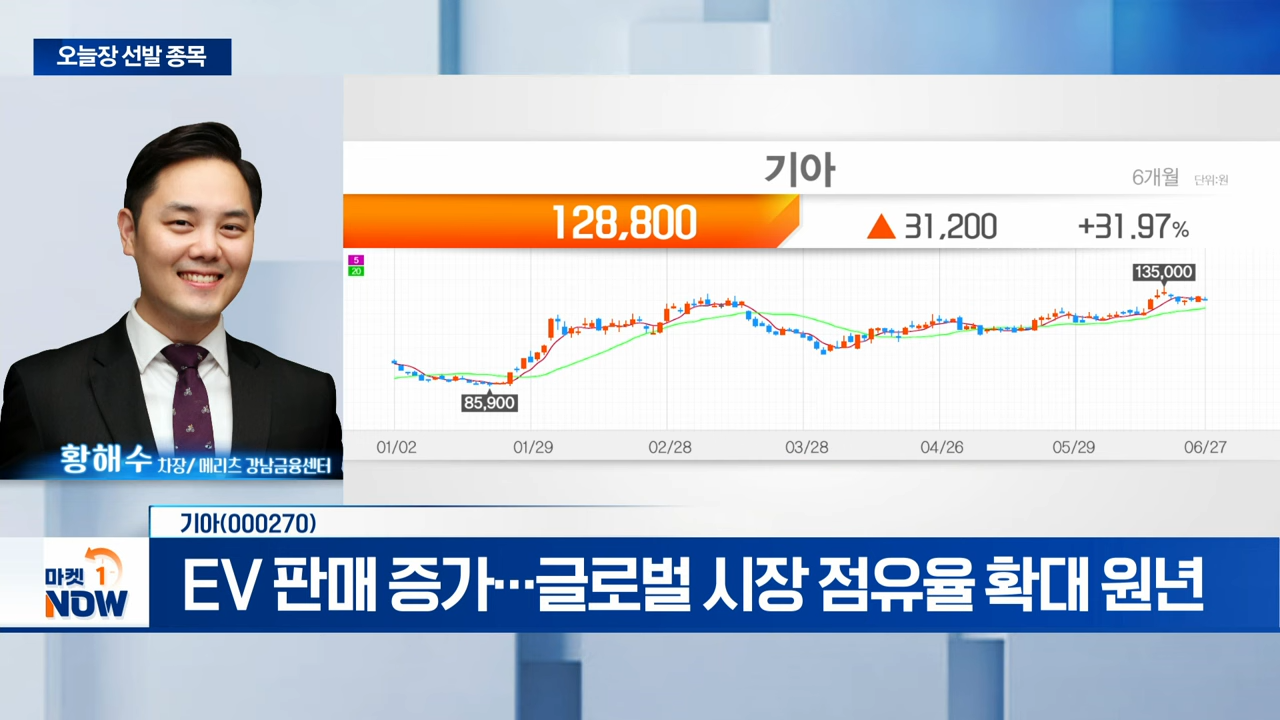 오늘장 선발 종목
기아
6개월 단위:원
128,800 ▲ 31,200 +31.97%
5
20
135,000
85,900
01/02 01/29 02/28 03/28 04/26 05/29 06/27
황해수 차장/ 메리츠 강남금융센터
기아(000270)
마켓 1
NOW
EV 판매 증가…글로벌 시장 점유율 확대 원년